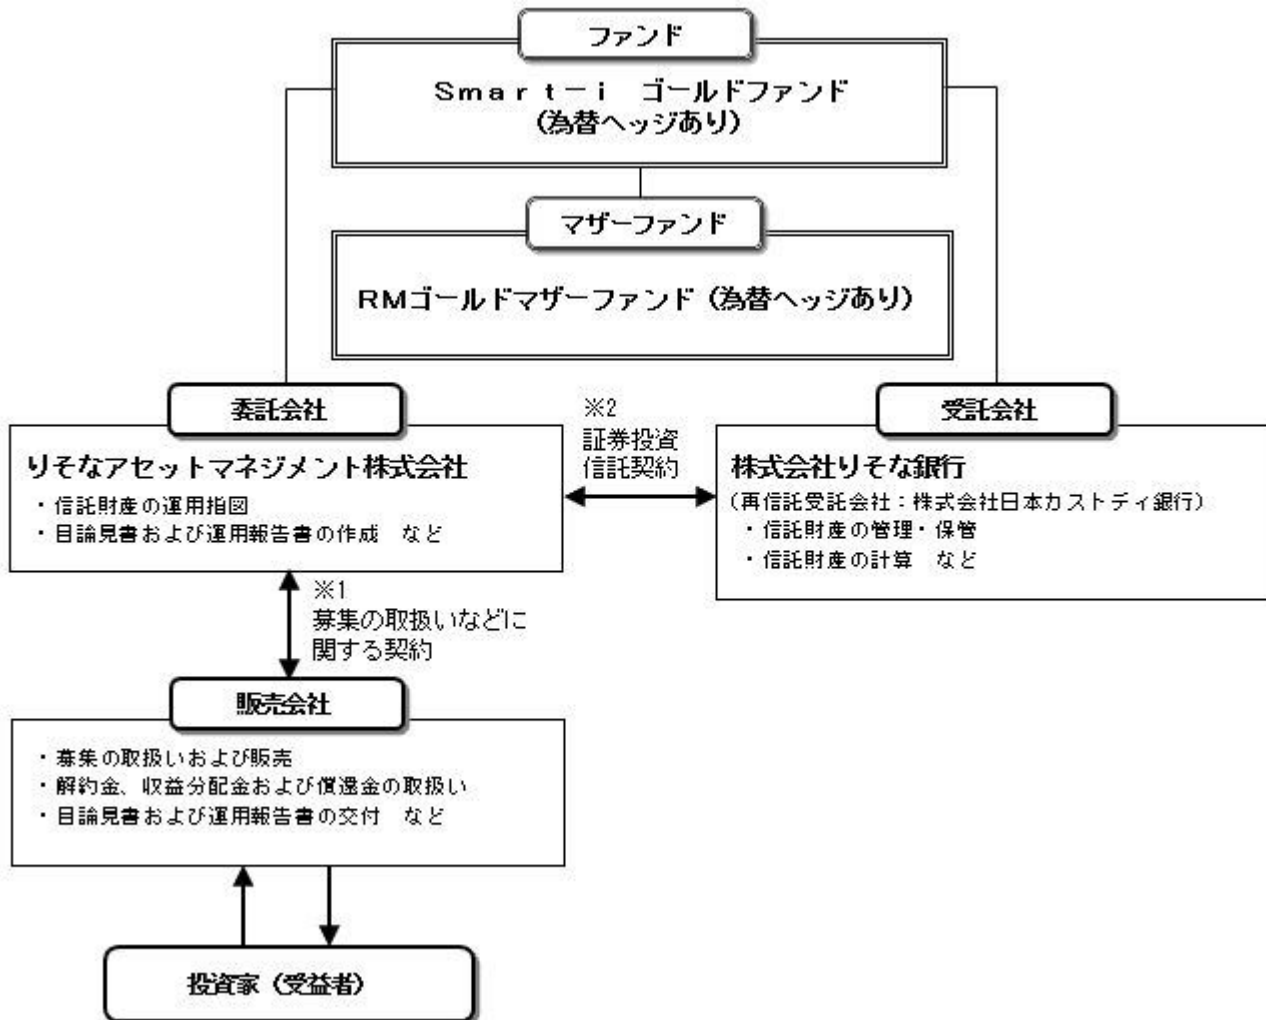 ファンド
Ｓｍａｒｔ－ｉ　ゴールドファンド
（為替ヘッジあり）
マザーファンド
ＲＭゴールドマザーファンド（為替ヘッジあり）
委託会社
りそなアセットマネジメント株式会社
・信託財産の運用指図
・目論見書および運用報告書の作成　など
※2
証券投資
信託契約
受託会社
株式会社りそな銀行
（再信託受託会社：株式会社日本カストディ銀行）
・信託財産の管理・保管
・信託財産の計算　など
※1
募集の取扱いなどに
関する契約
販売会社
・募集の取扱いおよび販売
・解約金、収益分配金および償還金の取扱い
・目論見書および運用報告書の交付　など
投資家（受益者）